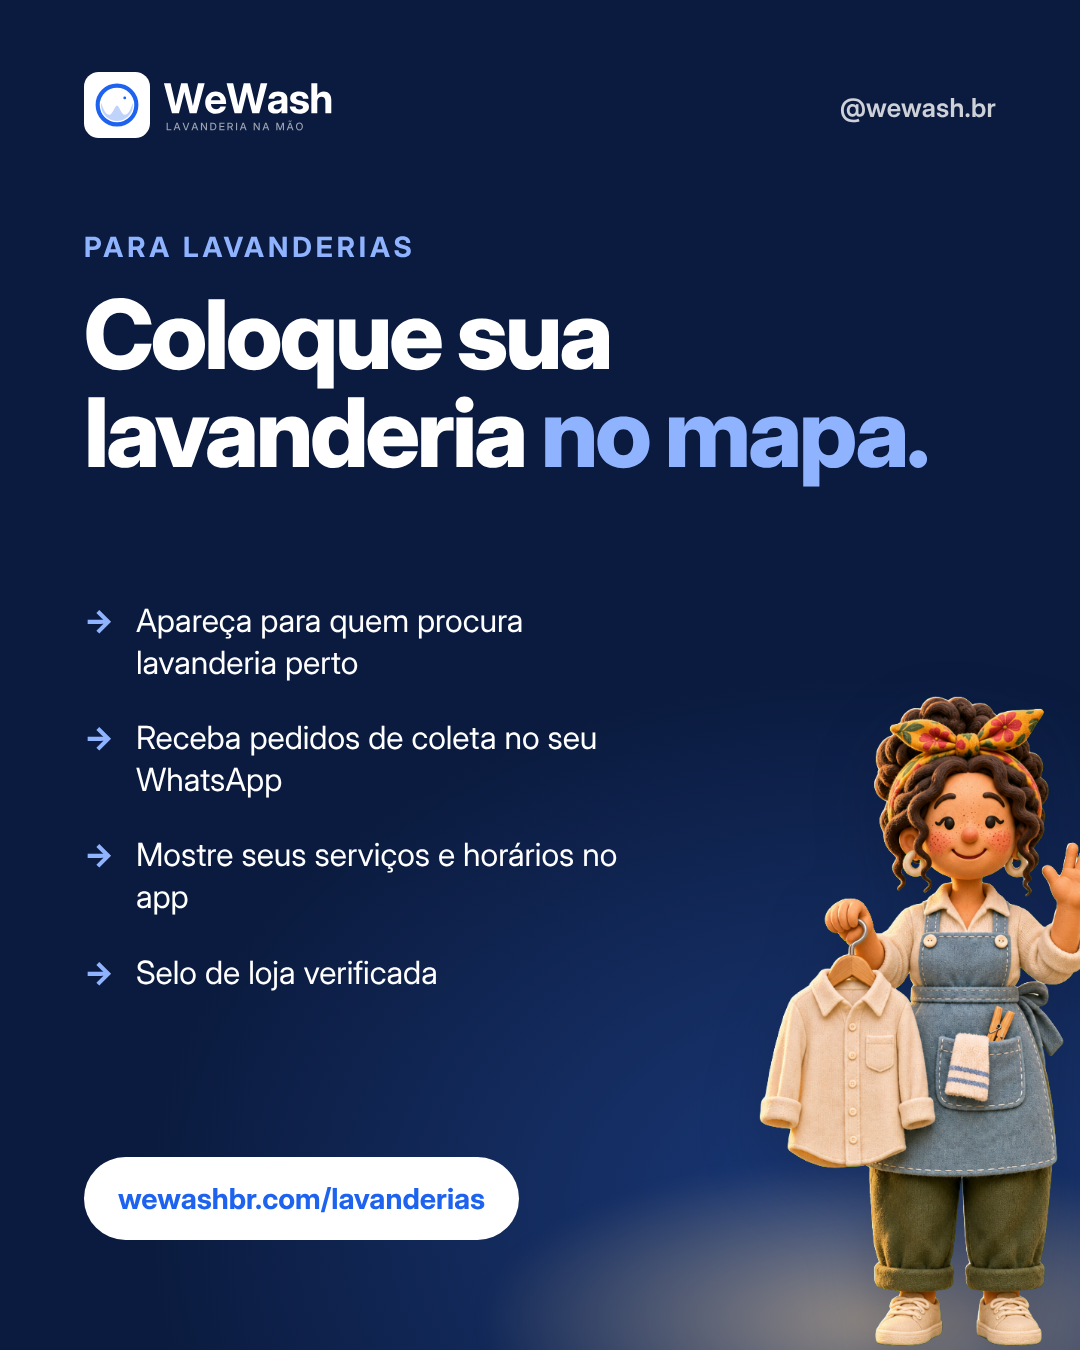 WeWash
LAVANDERIA NA MÃO
@wewash.br
PARA LAVANDERIAS
Coloque sua
lavanderia no mapa.
→ Apareça para quem procura
lavanderia perto
→ Receba pedidos de coleta no seu
WhatsApp
→ Mostre seus serviços e horários no
app
→ Selo de loja verificada
wewashbr.com/lavanderias